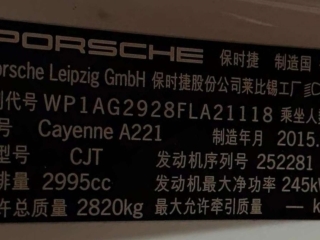 PORSCHE 保时捷 制造国
orsche Leipzig GmbH 保时捷股份公司莱比锡工厂
代号 WP1AG2928FLA21118 乘坐人
号 Cayenne A221 制造年月 2015.
号 CJT 发动机序列号 252281
排量 2995cc 发动机最大净功率 245k
许总质量 2820kg 最大允许牵引质量 — k